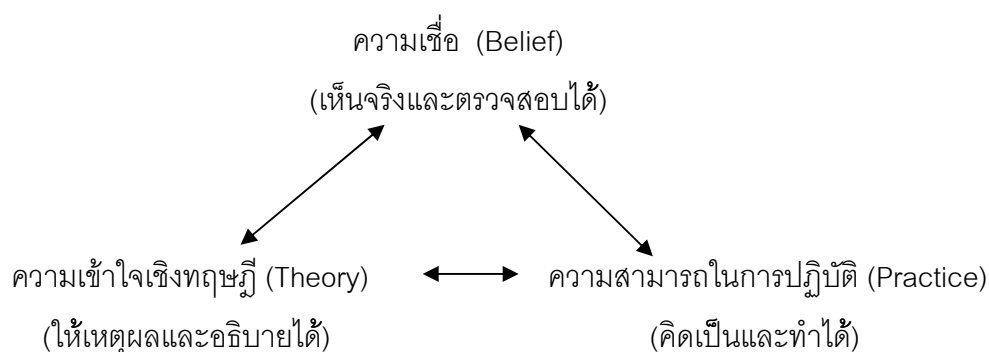 ความเชื่อ (Belief)
(เห็นจริงและตรวจสอบได้)
ความเข้าใจเชิงทฤษฎี (Theory) ความสามารถในการปฏิบัติ (Practice)
(ให้เหตุผลและอธิบายได้) (คิดเป็นและทำได้)